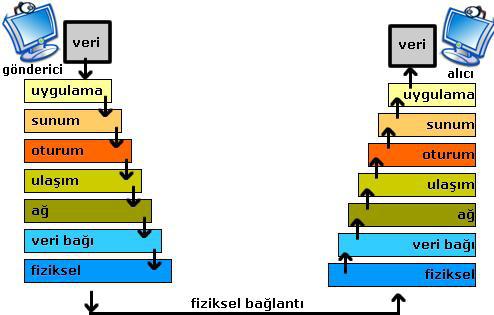 veri
gönderici
uygulama
sunum
oturum
ulaşım
ağ
veri bağı
fiziksel
veri
alıcı
uygulama
sunum
oturum
ulaşım
ağ
veri bağı
fiziksel
fiziksel bağlantı